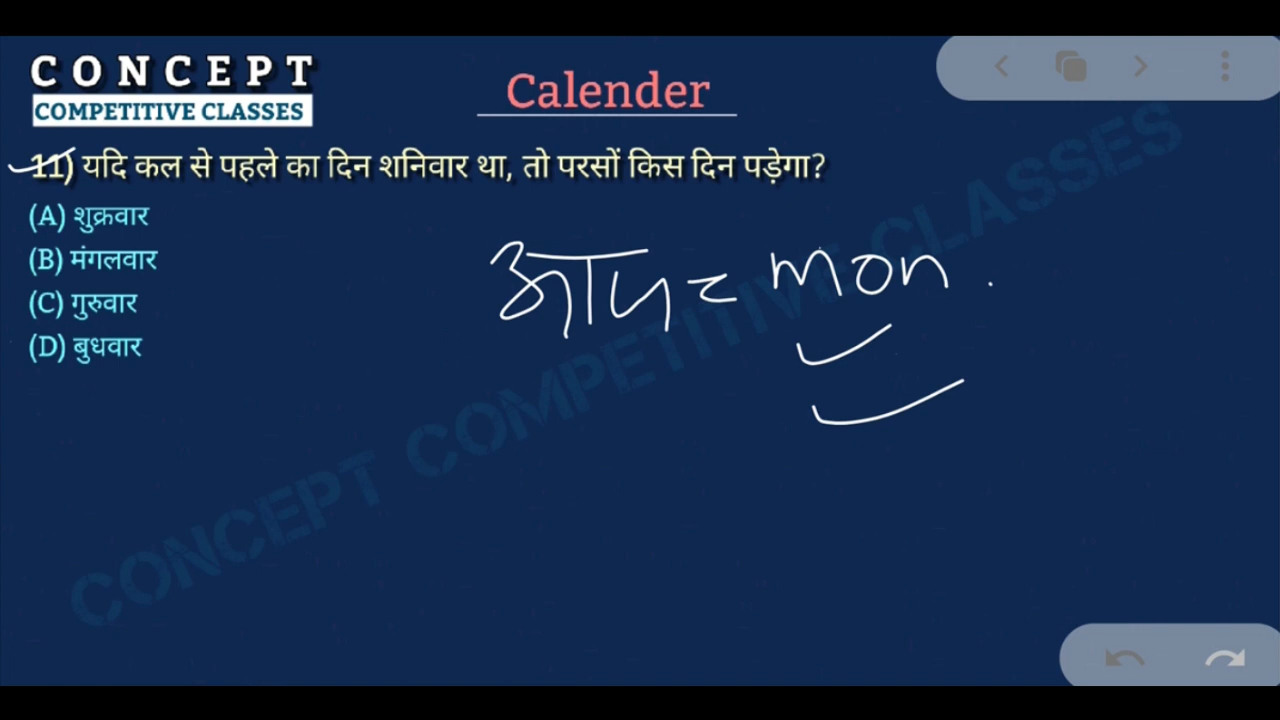 CONCEPT
COMPETITIVE CLASSES
Calender
11) यदि कल से पहले का दिन शनिवार था, तो परसों किस दिन पड़ेगा?
(A) शुक्रवार
(B) मंगलवार
(C) गुरुवार
(D) बुधवार
आज = mon.
CONCEPT COMPETITIVE CLASSES